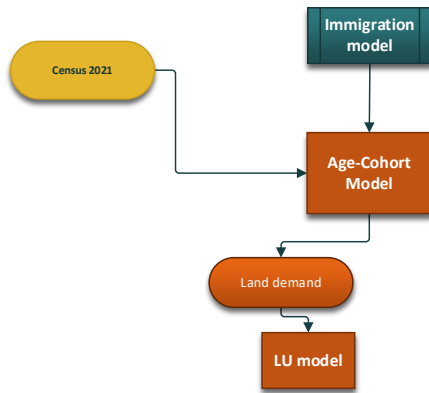 Immigration
model
Census 2021
Age-Cohort
Model
Land demand
LU model